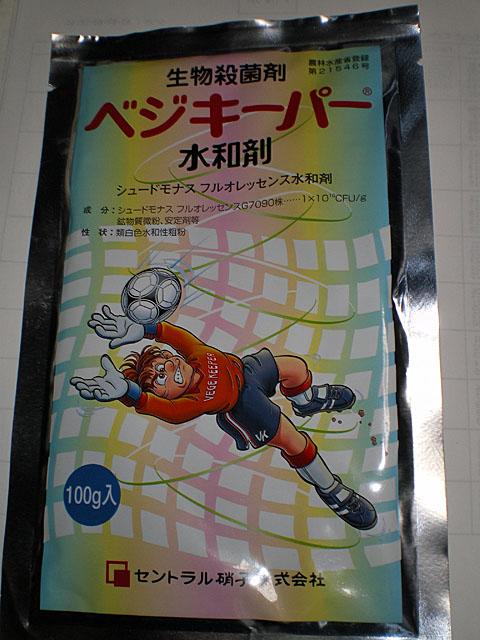 農林水産省登録
第21546号
生物殺菌剤
ベジキーパー®
水和剤
シュードモナス フルオレッセンス水和剤
成 分：シュードモナス フルオレッセンスG7090株……1×10¹⁰CFU/g
鉱物質微粉、安定剤等
性 状：類白色水和性粗粉
VEGE KEEPER
VK
100g入
セントラル硝子 式会社